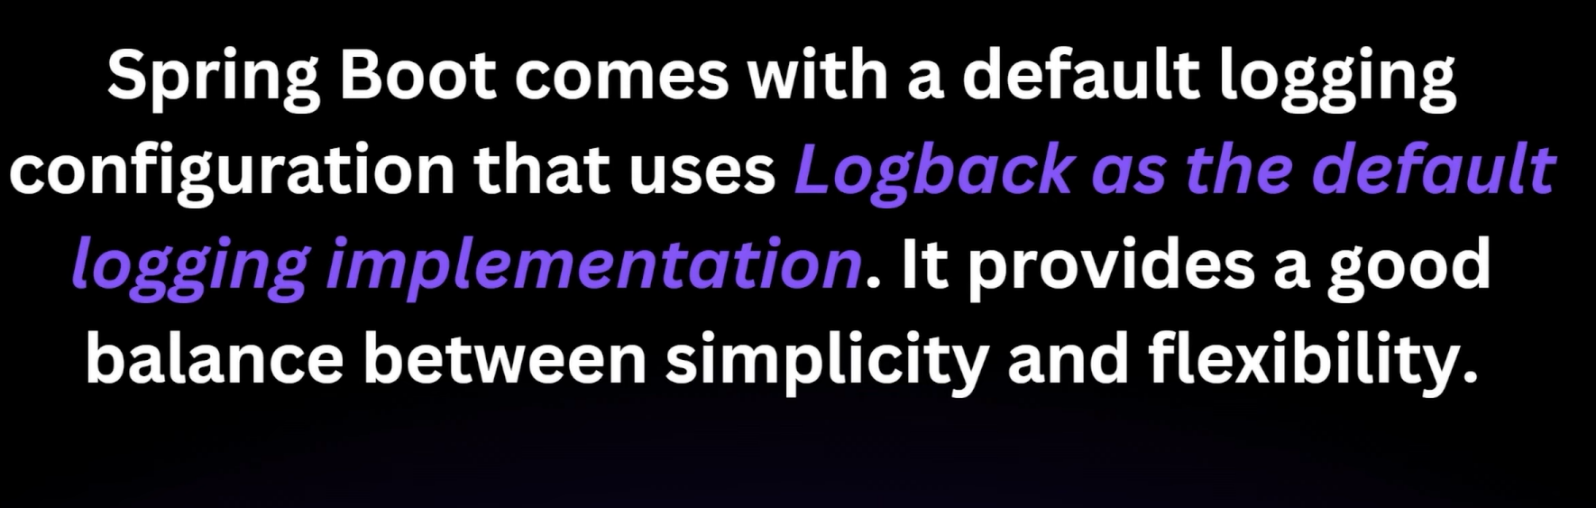 Spring Boot comes with a default logging
configuration that uses Logback as the default
logging implementation. It provides a good
balance between simplicity and flexibility.